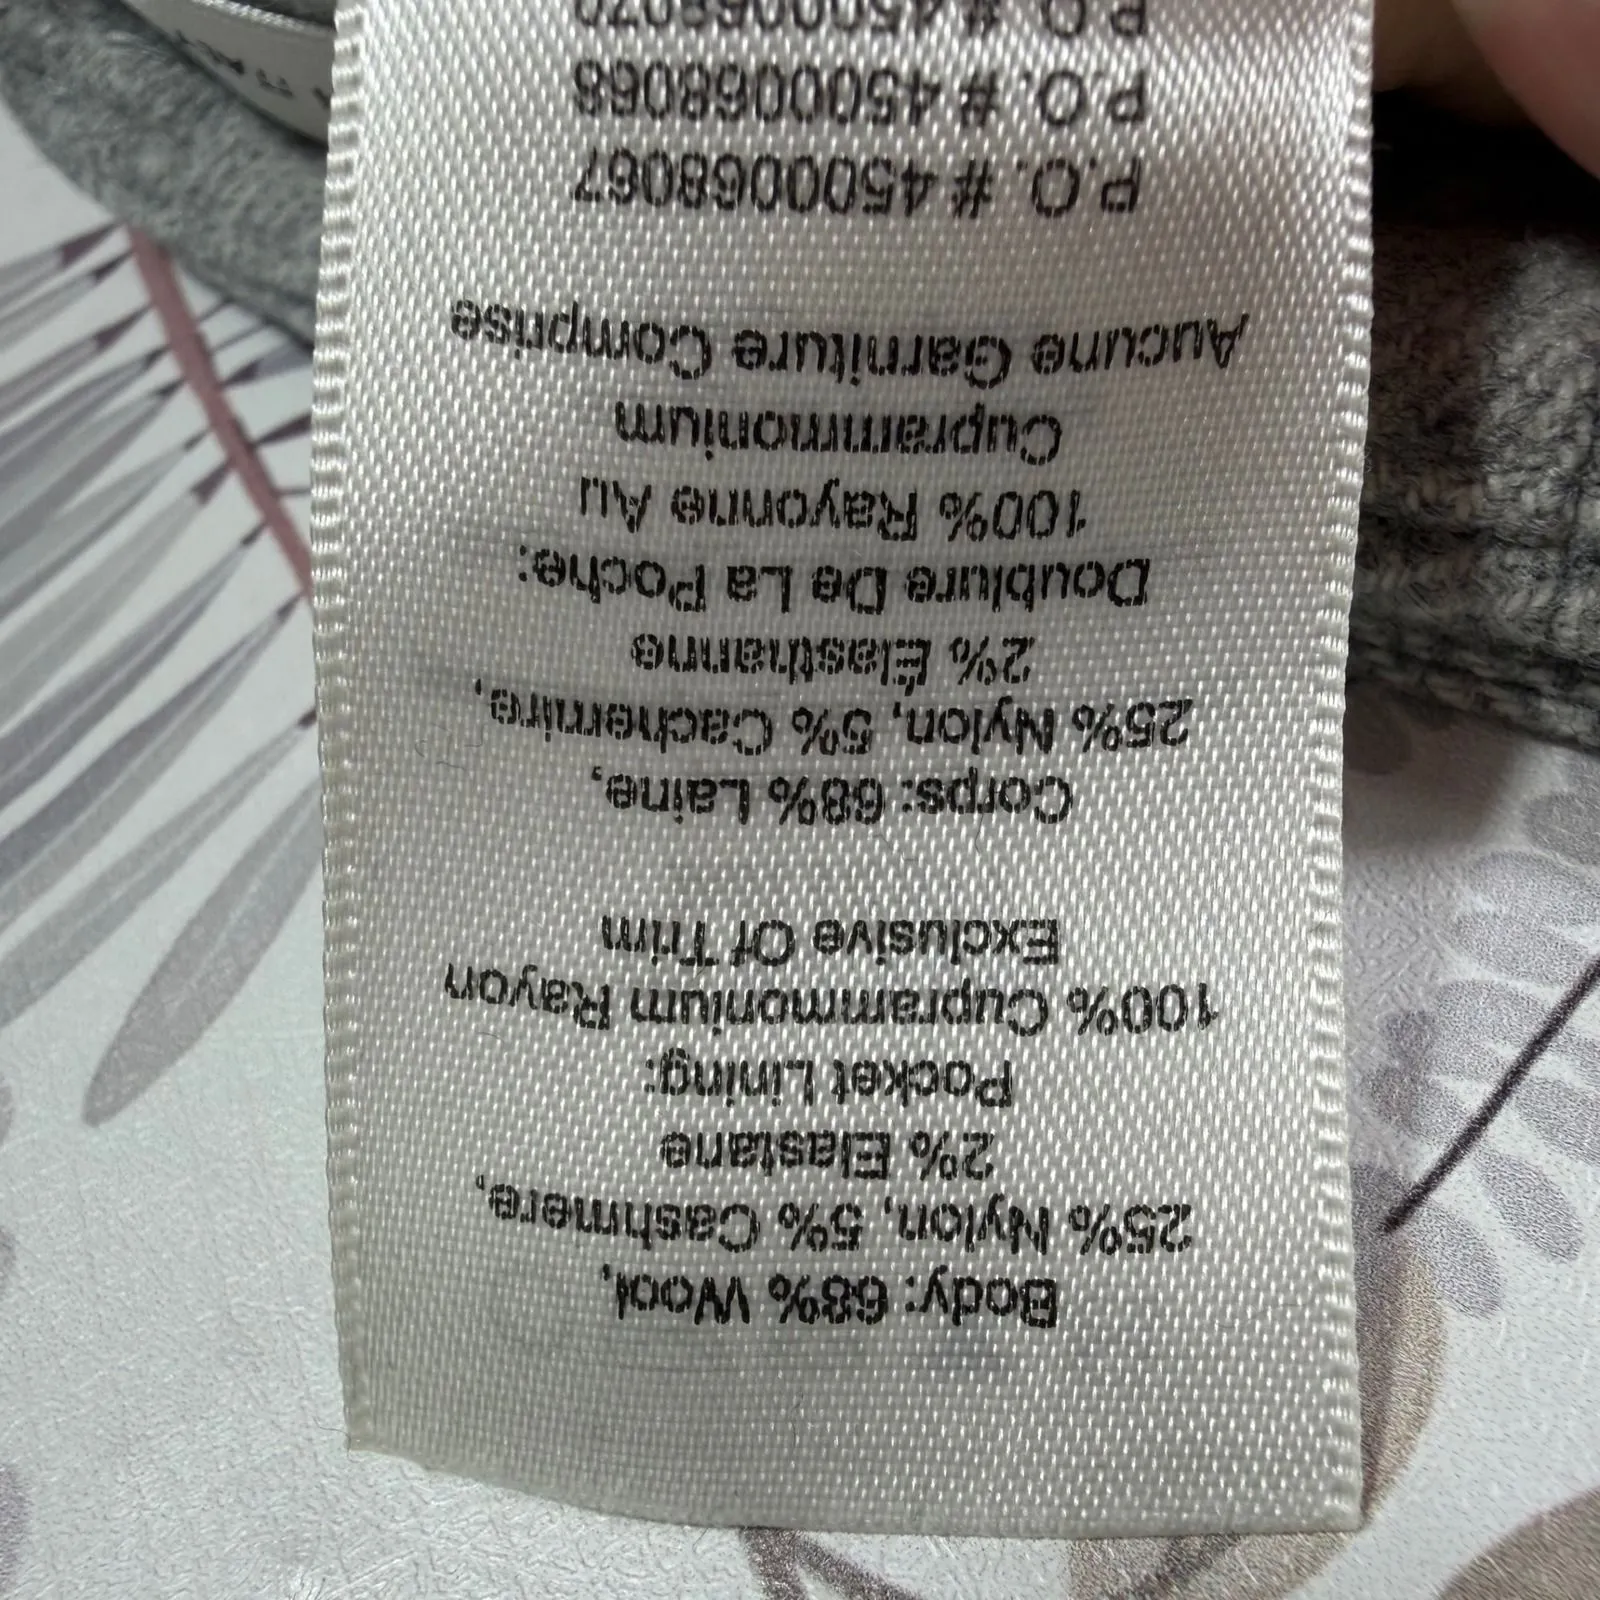 Body: 68% Wool,
25% Nylon, 5% Cashmere,
2% Elastane
Pocket Lining:
100% Cuprammonium Rayon
Exclusive Of Trim
Corps: 68% Laine,
25% Nylon, 5% Cachemire,
2% Élasthanne
Doublure De La Poche:
100% Rayonne Au
Cuprammonium
Aucune Garniture Comprise
P.O. # 4500068067
P.O. # 4500068068
P.O. # 4500068070